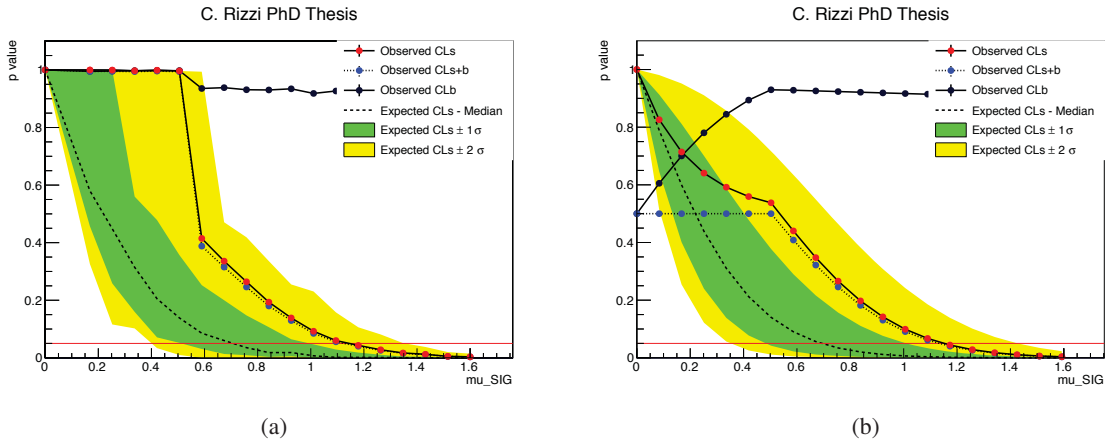 C. Rizzi PhD Thesis
p value
1
0.8
0.6
0.4
0.2
0
0 0.2 0.4 0.6 0.8 1.0 1.2 1.4 1.6
mu_SIG
Observed CLs
Observed CLs+b
Observed CLb
Expected CLs - Median
Expected CLs ± 1σ
Expected CLs ± 2 σ
(a)
C. Rizzi PhD Thesis
p value
1
0.8
0.6
0.4
0.2
0
0 0.2 0.4 0.6 0.8 1.0 1.2 1.4 1.6
mu_SIG
Observed CLs
Observed CLs+b
Observed CLb
Expected CLs - Median
Expected CLs ± 1σ
Expected CLs ± 2 σ
(b)